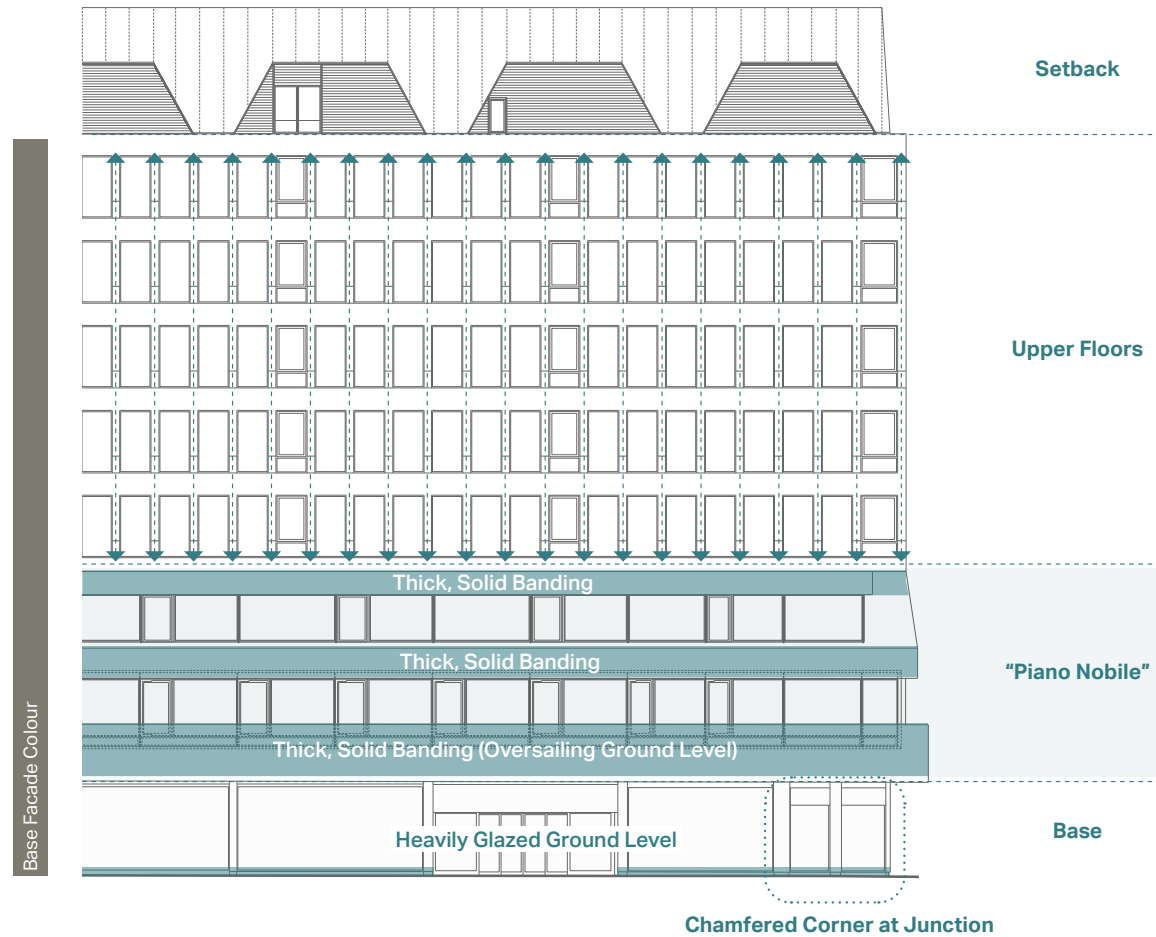 Setback
Upper Floors
Thick, Solid Banding
Thick, Solid Banding
“Piano Nobile”
Thick, Solid Banding (Oversailing Ground Level)
Base Facade Colour
Heavily Glazed Ground Level
Base
Chamfered Corner at Junction